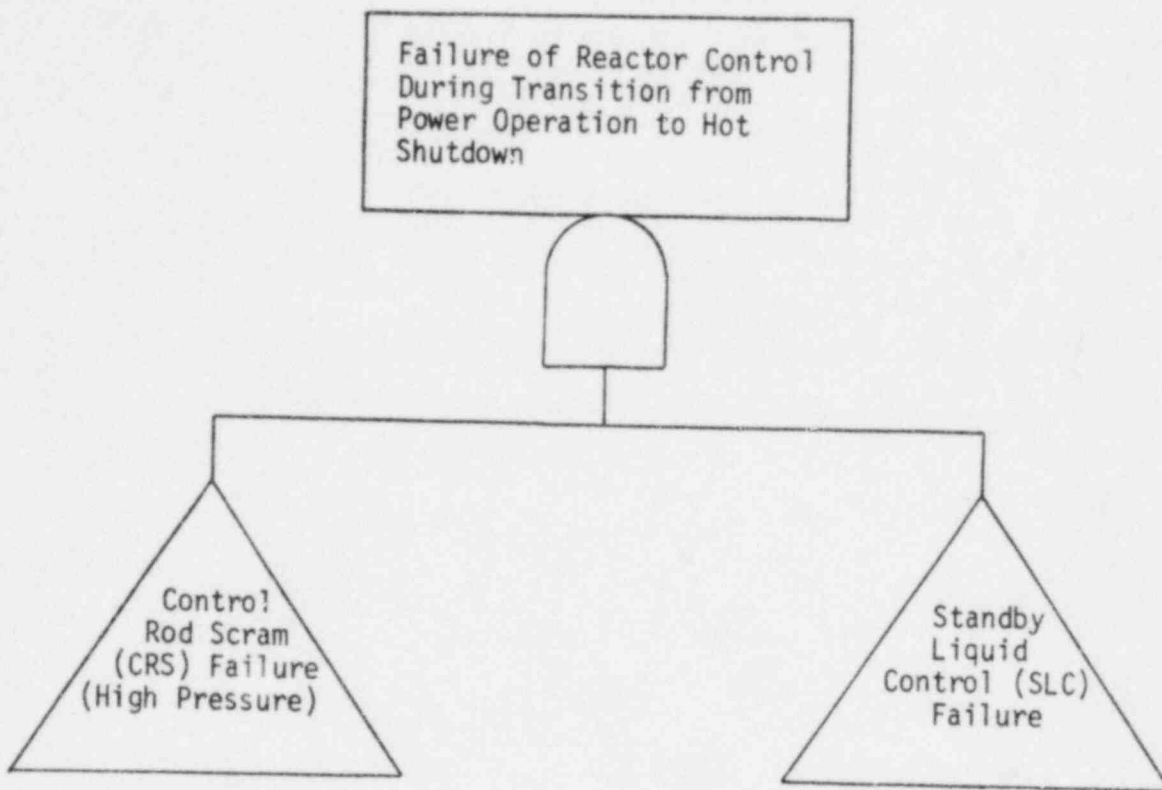 Failure of Reactor Control
During Transition from
Power Operation to Hot
Shutdown
Control
Rod Scram
(CRS) Failure
(High Pressure)
Standby
Liquid
Control (SLC)
Failure